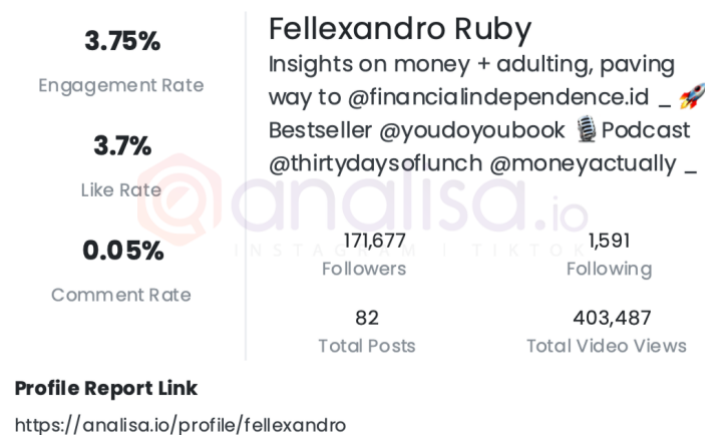 3.75%
Engagement Rate
3.7%
Like Rate
0.05%
Comment Rate
Fellexandro Ruby
Insights on money + adulting, paving
way to @financialindependence.id _ 🚀
Bestseller @youdoyoubook 🎙️Podcast
@thirtydaysoflunch @moneyactually _
analisa.io
INSTAGRAM | TIKTOK
171,677
Followers
1,591
Following
82
Total Posts
403,487
Total Video Views
Profile Report Link
https://analisa.io/profile/fellexandro